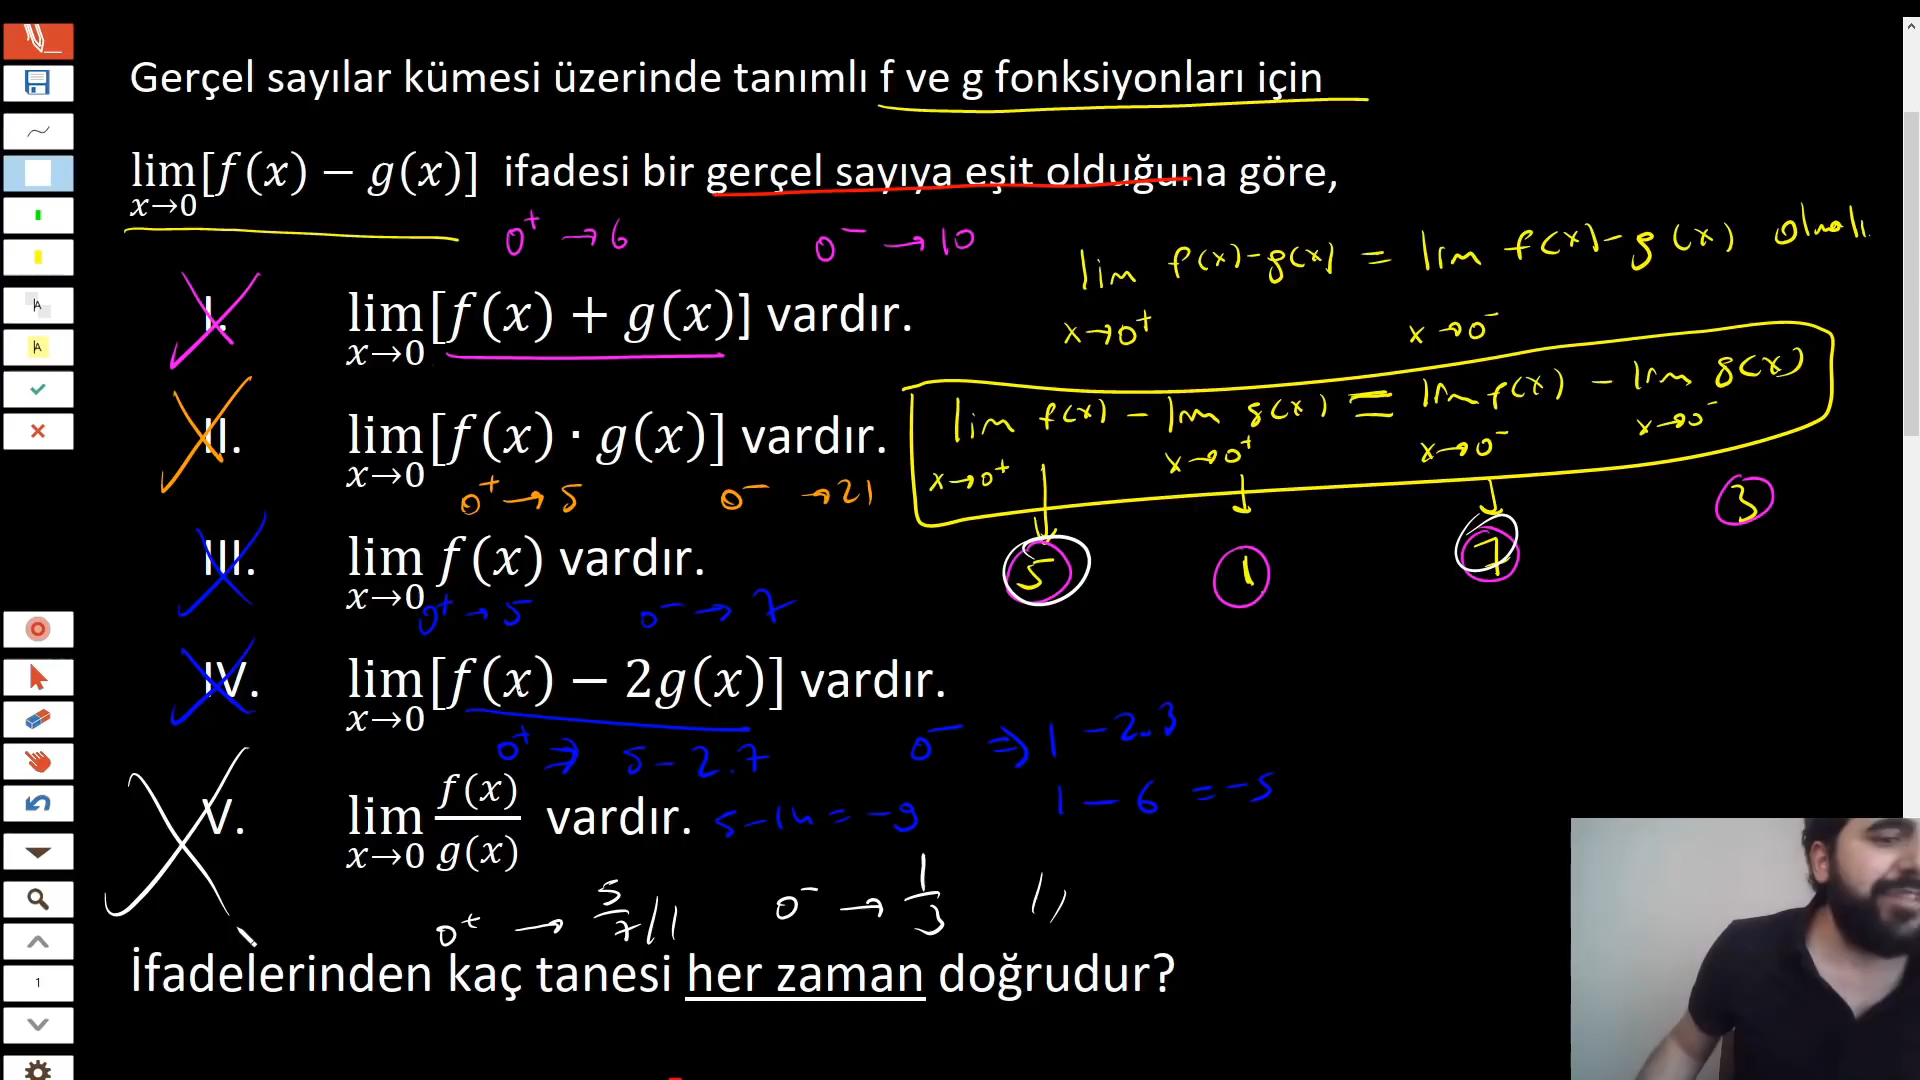 Gerçel sayılar kümesi üzerinde tanımlı f ve g fonksiyonları için
lim x→0 [f(x) − g(x)] ifadesi bir gerçel sayıya eşit olduğuna göre,
0⁺ → 6 0⁻ → 10
lim x→0⁺ f(x)-g(x) = lim x→0⁻ f(x)-g(x) olmalı.
I. lim x→0 [f(x) + g(x)] vardır.
lim x→0⁺ f(x) - lim x→0⁺ g(x) = lim x→0⁻ f(x) - lim x→0⁻ g(x)
II. lim x→0 [f(x) · g(x)] vardır.
0⁺ → 5 0⁻ → 21
5 1 7 3
III. lim x→0 f(x) vardır.
0⁺ → 5 0⁻ → 7
IV. lim x→0 [f(x) − 2g(x)] vardır.
0⁺ ⇒ 5 - 2.7 0⁻ ⇒ 1 - 2.3
5 - 14 = -9 1 - 6 = -5
V. lim x→0 f(x)/g(x) vardır.
0⁺ → 5/7 // 0⁻ → 1/3 //
İfadelerinden kaç tanesi her zaman doğrudur?
A
A
1